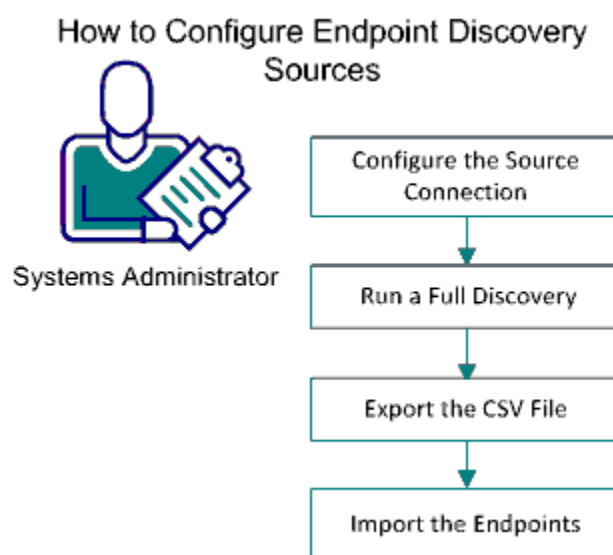 How to Configure Endpoint Discovery
Sources
Systems Administrator
Configure the Source
Connection
Run a Full Discovery
Export the CSV File
Import the Endpoints